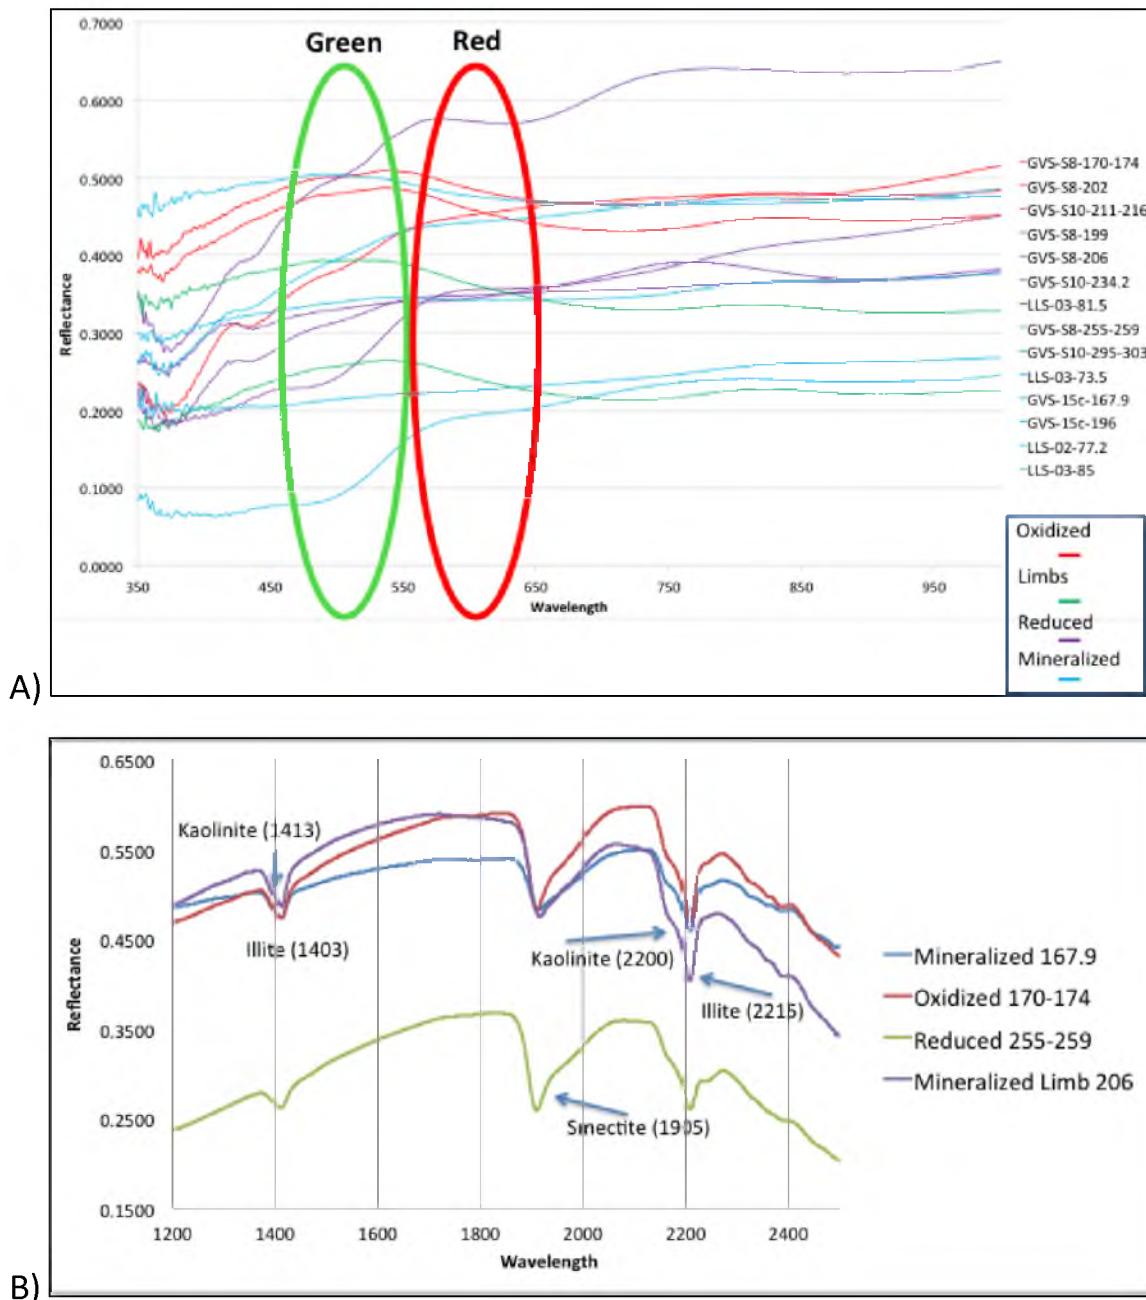 0.7000
Green
Red
0.6000
0.5000
0.4000
0.3000
0.2000
0.1000
0.0000
Reflectance
350
450
550
650
750
850
950
Wavelength
GVS-S8-170-174
GVS-S8-202
GVS-S10-211-216
GVS-S8-199
GVS-S8-206
GVS-S10-234.2
LLS-03-81.5
GVS-S8-255-259
GVS-S10-295-303
LLS-03-73.5
GVS-15c-167.9
GVS-15c-196
LLS-02-77.2
LLS-03-85
Oxidized
Limbs
Reduced
Mineralized
A)
0.6500
0.5500
0.4500
0.3500
0.2500
0.1500
Reflectance
Kaolinite (1413)
Illite (1403)
Kaolinite (2200)
Illite (2215)
Smectite (1905)
1200
1400
1600
1800
2000
2200
2400
Wavelength
Mineralized 167.9
Oxidized 170-174
Reduced 255-259
Mineralized Limb 206
B)